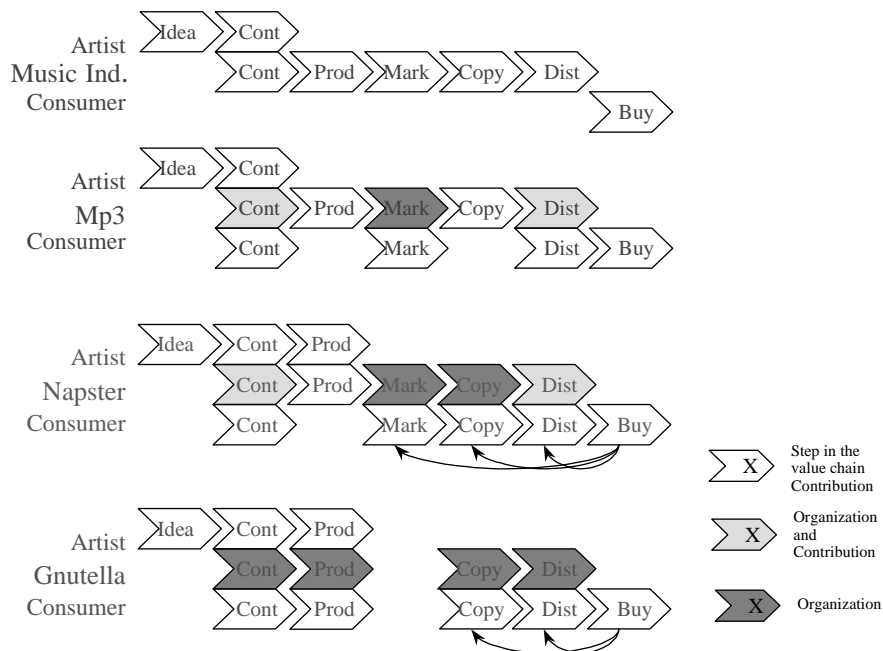 Artist Idea Cont
Music Ind. Cont Prod Mark Copy Dist
Consumer Buy
Artist Idea Cont
Mp3 Cont Prod Mark Copy Dist
Consumer Cont Mark Dist Buy
Artist Idea Cont Prod
Napster Cont Prod Mark Copy Dist
Consumer Cont Mark Copy Dist Buy
Artist Idea Cont Prod
Gnutella Cont Prod Copy Dist
Consumer Cont Prod Copy Dist Buy
X Step in the
value chain
Contribution
X Organization
and
Contribution
X Organization